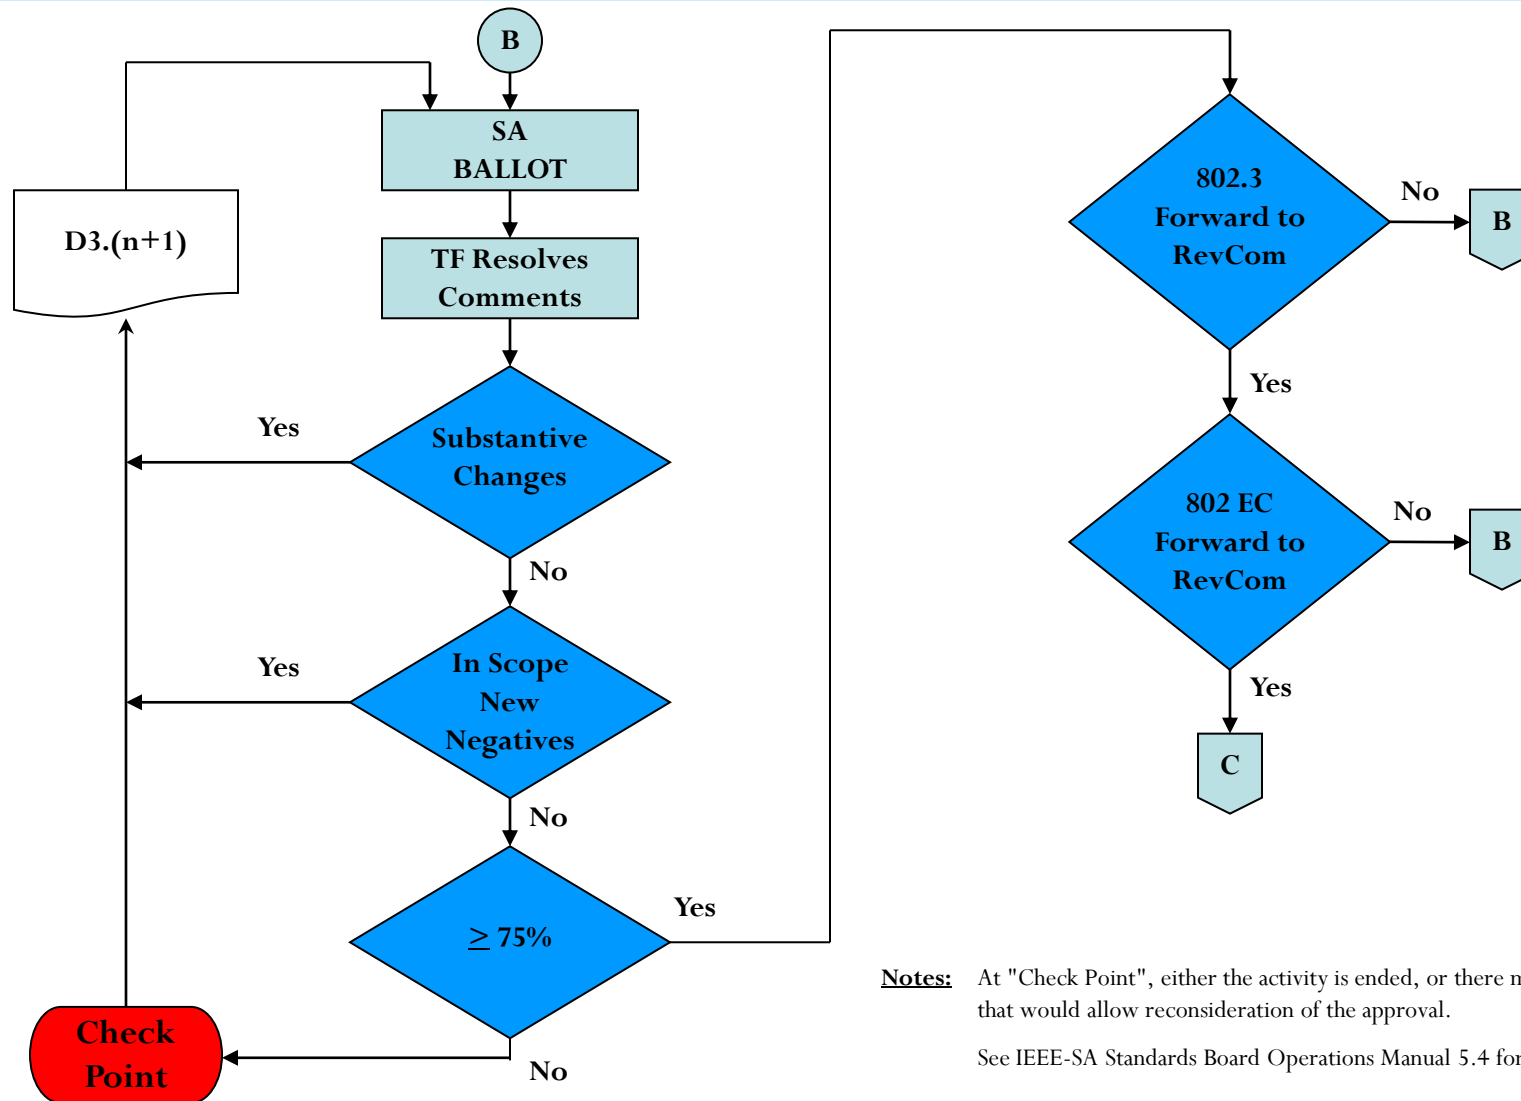 B
SA
BALLOT
D3.(n+1)
TF Resolves
Comments
Yes
Substantive
Changes
No
Yes
In Scope
New
Negatives
No
≥ 75%
Yes
No
Check
Point
802.3
Forward to
RevCom
No
B
Yes
802 EC
Forward to
RevCom
No
B
Yes
C
Notes: At "Check Point", either the activity is ended, or there
that would allow reconsideration of the approval.
See IEEE-SA Standards Board Operations Manual 5.4 for